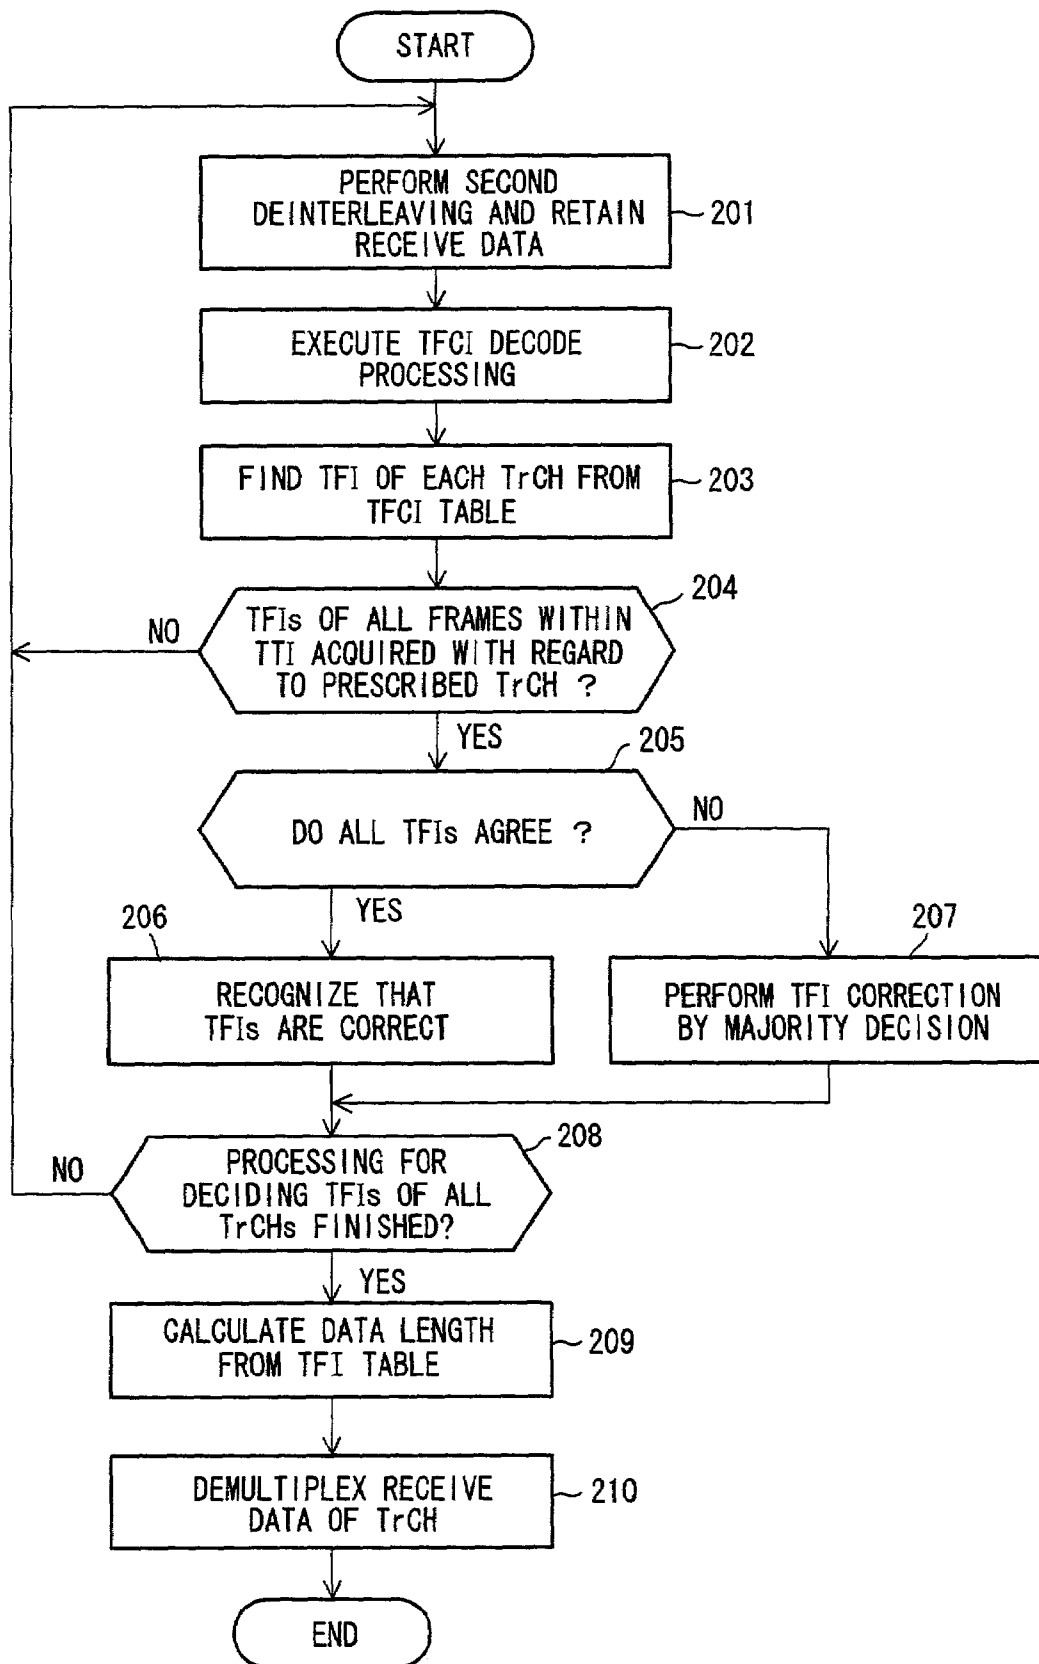 START
PERFORM SECOND
DEINTERLEAVING AND RETAIN
RECEIVE DATA
201
EXECUTE TFCI DECODE
PROCESSING
202
FIND TFI OF EACH TrCH FROM
TFCI TABLE
203
204
TFIs OF ALL FRAMES WITHIN
TTI ACQUIRED WITH REGARD
TO PRESCRIBED TrCH ?
NO
YES
205
DO ALL TFIs AGREE ?
NO
YES
206
RECOGNIZE THAT
TFIs ARE CORRECT
207
PERFORM TFI CORRECTION
BY MAJORITY DECISION
208
PROCESSING FOR
DECIDING TFIs OF ALL
TrCHs FINISHED?
NO
YES
CALCULATE DATA LENGTH
FROM TFI TABLE
209
DEMULTIPLEX RECEIVE
DATA OF TrCH
210
END